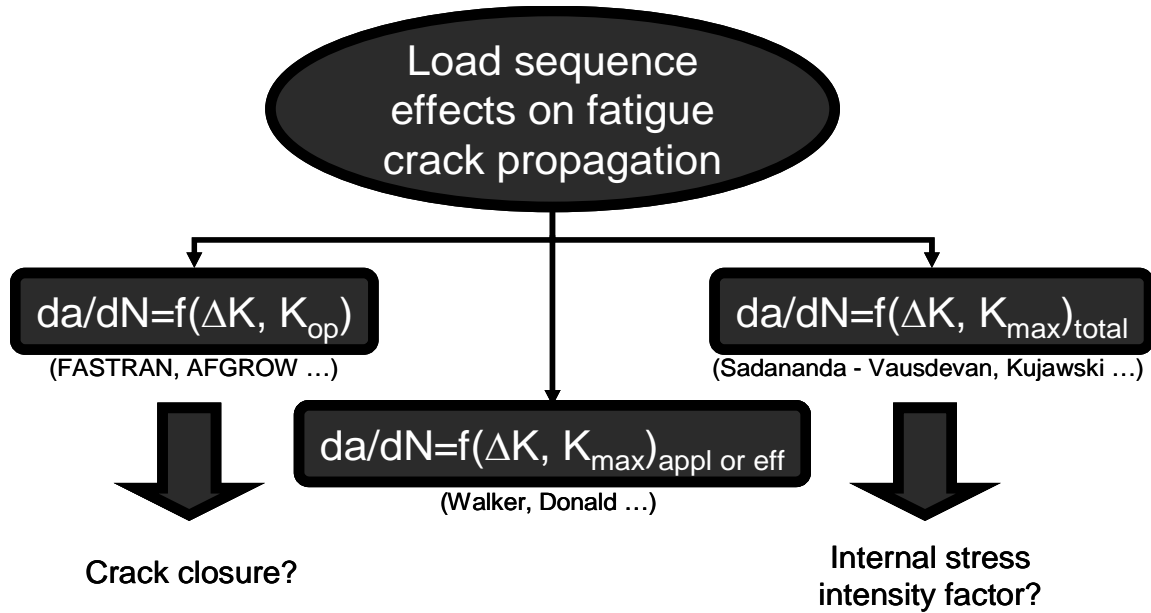 Load sequence
effects on fatigue
crack propagation
da/dN=f(ΔK, Kop)
(FASTRAN, AFGROW ...)
Crack closure?
da/dN=f(ΔK, Kmax)appl or eff
(Walker, Donald ...)
da/dN=f(ΔK, Kmax)total
(Sadananda - Vausdevan, Kujawski ...)
Internal stress
intensity factor?